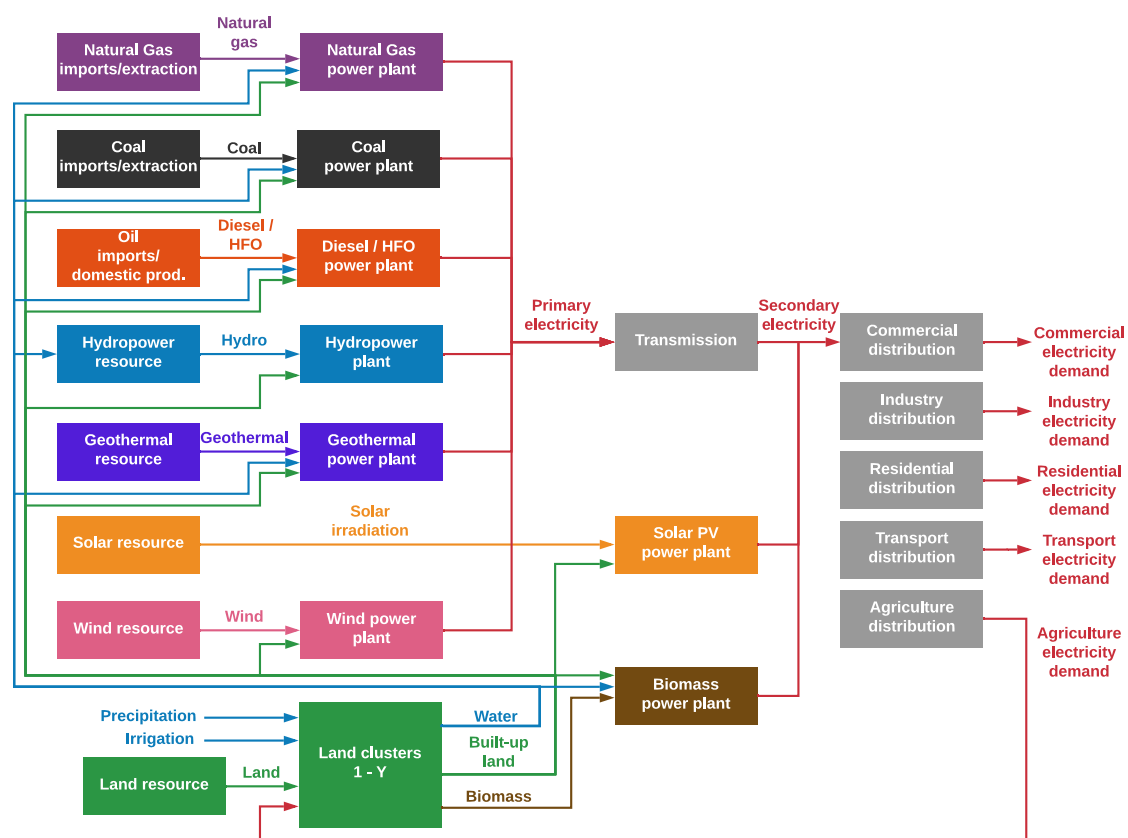 Natural Gas
imports/extraction
Natural
gas
Natural Gas
power plant
Coal
imports/extraction
Coal
Coal
power plant
Oil
imports/
domestic prod.
Diesel /
HFO
Diesel / HFO
power plant
Hydropower
resource
Hydro
Hydropower
plant
Primary
electricity
Transmission
Secondary
electricity
Commercial
distribution
Commercial
electricity
demand
Industry
distribution
Industry
electricity
demand
Geothermal
resource
Geothermal
Geothermal
power plant
Residential
distribution
Residential
electricity
demand
Solar resource
Solar
irradiation
Solar PV
power plant
Transport
distribution
Transport
electricity
demand
Wind resource
Wind
Wind power
plant
Agriculture
distribution
Agriculture
electricity
demand
Biomass
power plant
Precipitation
Irrigation
Land resource
Land
Land clusters
1 - Y
Water
Built-up
land
Biomass